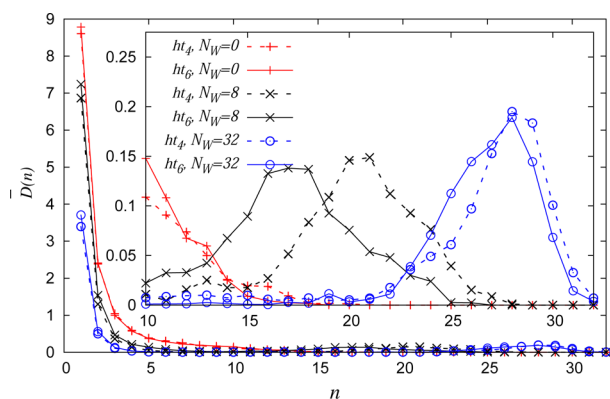 9
8
7
6
5
4
3
2
1
0
D̄(n)
0 5 10 15 20 25 30
n
0.25
0.2
0.15
0.1
0.05
0
10 15 20 25 30
ht4, NW=0
ht6, NW=0
ht4, NW=8
ht6, NW=8
ht4, NW=32
ht6, NW=32